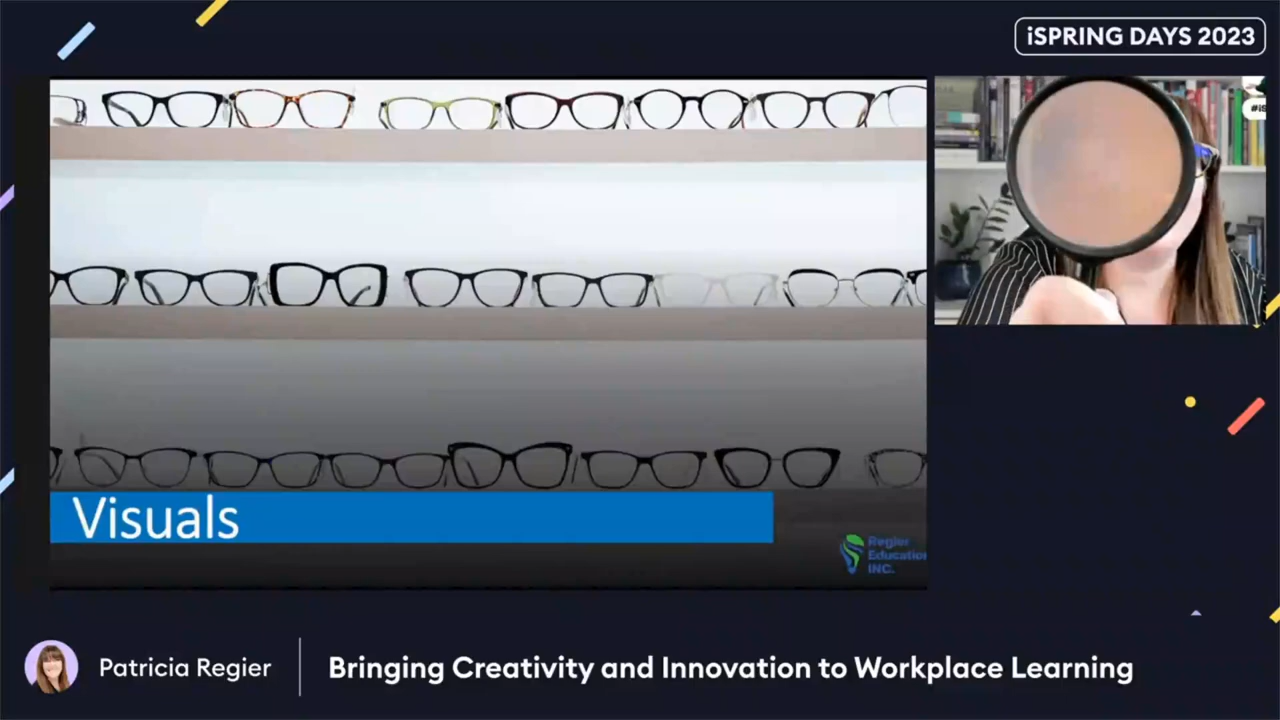 iSPRING DAYS 2023
Visuals
Regier
Education
INC.
Patricia Regier
Bringing Creativity and Innovation to Workplace Learning